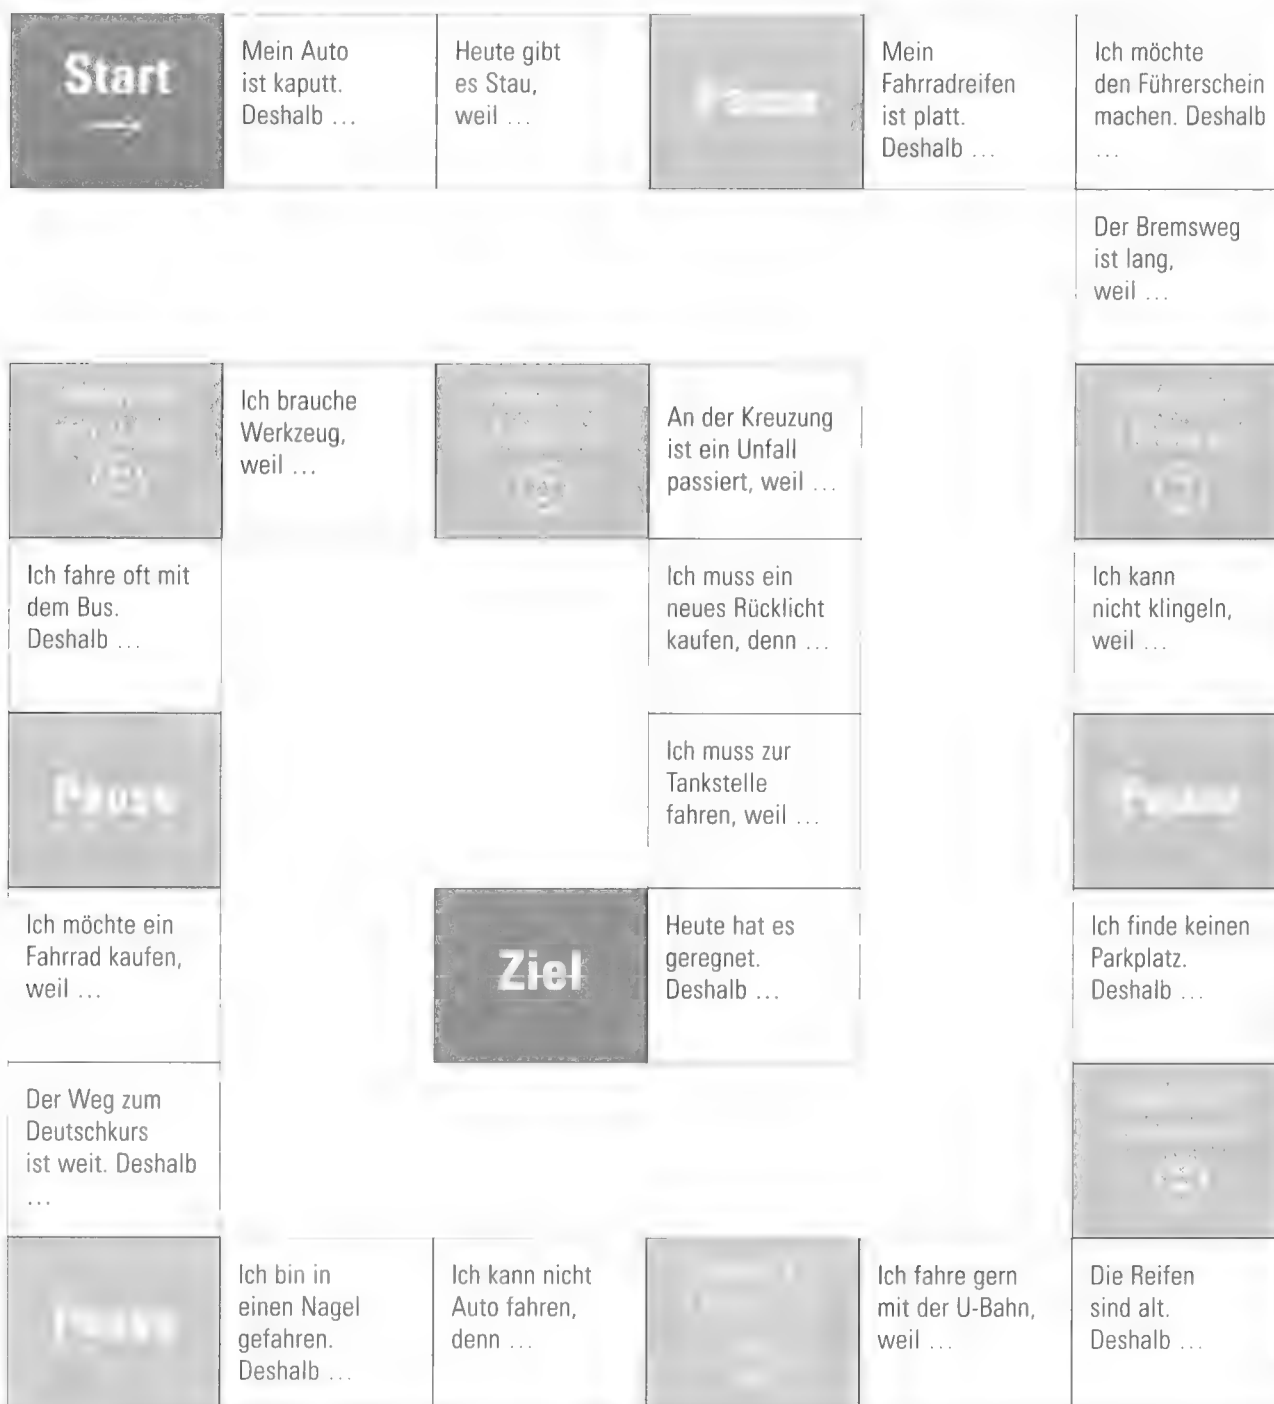 Start
Mein Auto
ist kaputt.
Deshalb ...
Heute gibt
es Stau,
weil ...
Pause
Mein
Fahrradreifen
ist platt.
Deshalb ...
Ich möchte
den Führerschein
machen. Deshalb
...
Der Bremsweg
ist lang,
weil ...
Ich kann
nicht klingeln,
weil ...
Pause
Ich finde keinen
Parkplatz.
Deshalb ...
Die Reifen
sind alt.
Deshalb ...
Ich fahre gern
mit der U-Bahn,
weil ...
Ich kann nicht
Auto fahren,
denn ...
Ich bin in
einen Nagel
gefahren.
Deshalb ...
Pause
Der Weg zum
Deutschkurs
ist weit. Deshalb
...
Ich möchte ein
Fahrrad kaufen,
weil ...
Pause
Ich fahre oft mit
dem Bus.
Deshalb ...
Ich brauche
Werkzeug,
weil ...
An der Kreuzung
ist ein Unfall
passiert, weil ...
Ich muss ein
neues Rücklicht
kaufen, denn ...
Ich muss zur
Tankstelle
fahren, weil ...
Heute hat es
geregnet.
Deshalb ...
Ziel